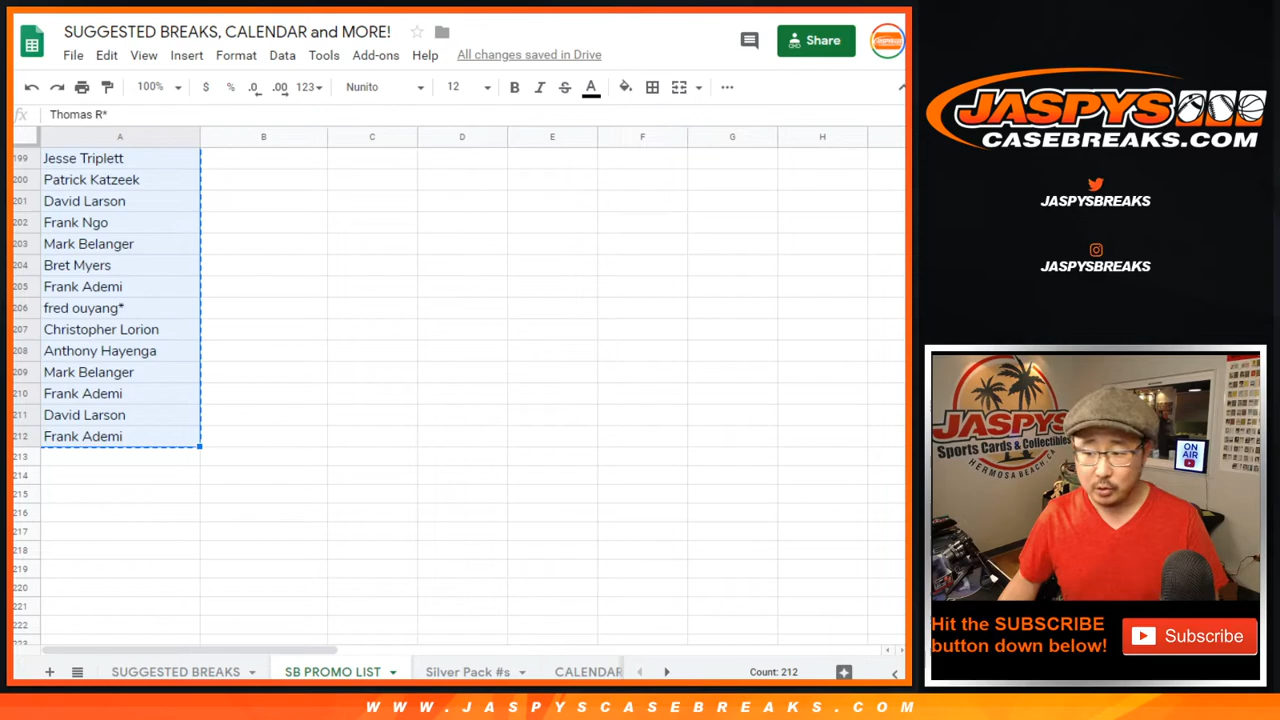 SUGGESTED BREAKS, CALENDAR and MORE!
File Edit View Insert Format Data Tools Add-ons Help All changes saved in Drive
Share
100% $ % .0 .00 123 Nunito 12 B I S A
fx Thomas R*
A B C D E F G H
199 Jesse Triplett
200 Patrick Katzeek
201 David Larson
202 Frank Ngo
203 Mark Belanger
204 Bret Myers
205 Frank Ademi
206 fred ouyang*
207 Christopher Lorion
208 Anthony Hayenga
209 Mark Belanger
210 Frank Ademi
211 David Larson
212 Frank Ademi
213
214
215
216
217
218
219
220
221
222
223
SUGGESTED BREAKS SB PROMO LIST Silver Pack #s CALENDAR Count: 212
JASPYS
CASEBREAKS.COM
JASPYSBREAKS
JASPYSBREAKS
JASPYS
Sports Cards & Collectibles
HERMOSA BEACH, CA
ON
AIR
Hit the SUBSCRIBE
button down below!
Subscribe
WWW.JASPYSCASEBREAKS.COM